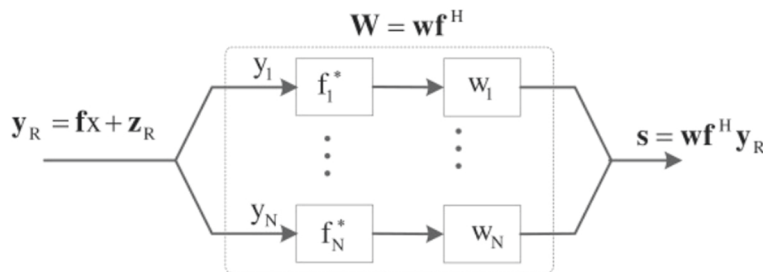 W = wf^H
y_1
f_1^*
w_1
y_R = fx + z_R
s = wf^H y_R
y_N
f_N^*
w_N